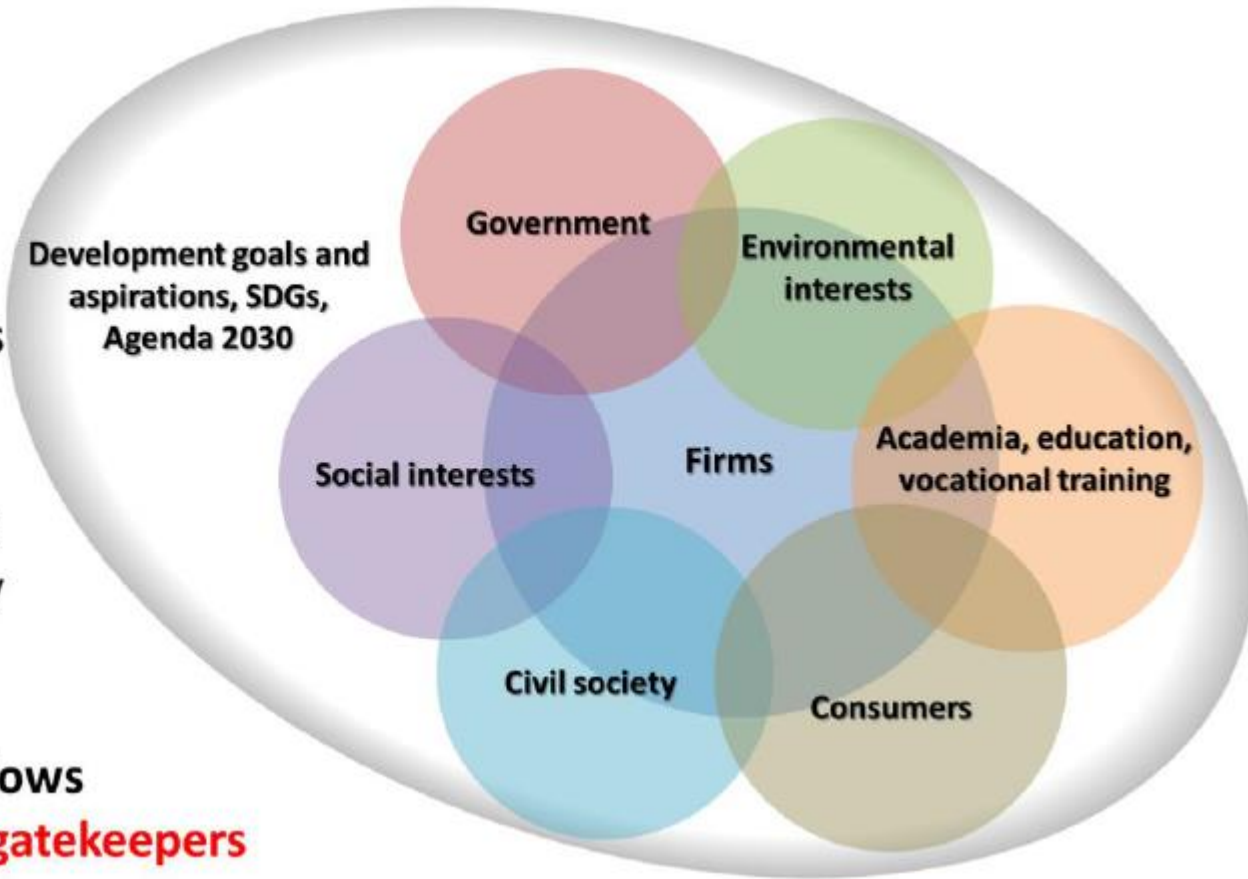 Government
Environmental
interests
Development goals and
aspirations, SDGs,
Agenda 2030
Academia, education,
vocational training
Firms
Social interests
Civil society
Consumers
gatekeepers